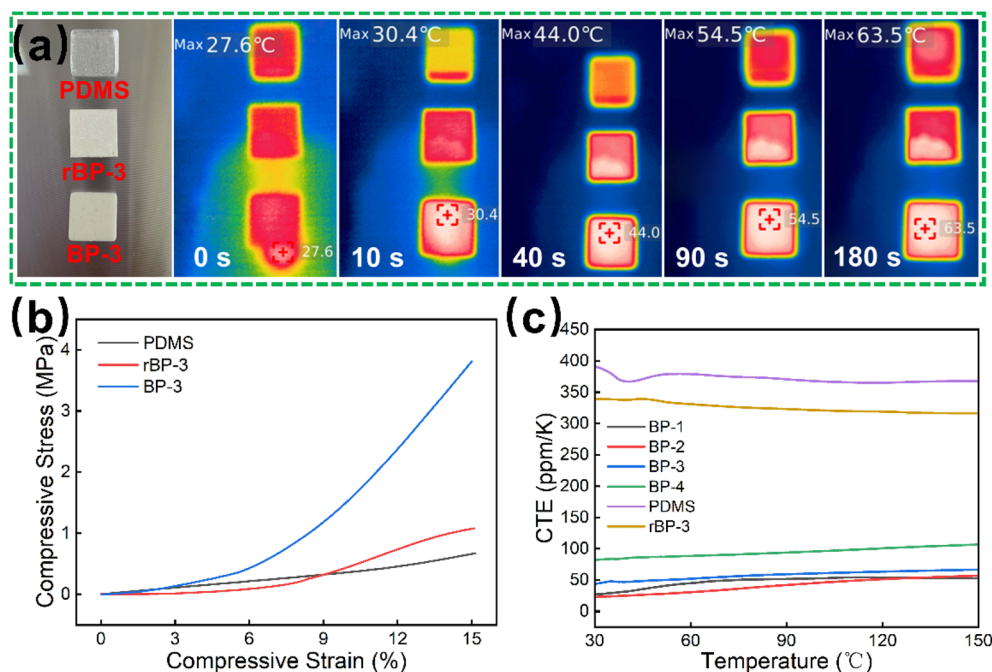 (a)
PDMS
rBP-3
BP-3
Max 27.6℃
27.6
0 s
Max 30.4℃
30.4
10 s
Max 44.0℃
44.0
40 s
Max 54.5℃
54.5
90 s
Max 63.5℃
63.5
180 s
(b)
Compressive Stress (MPa)
4
3
2
1
0
PDMS
rBP-3
BP-3
0 3 6 9 12 15
Compressive Strain (%)
(c)
CTE (ppm/K)
450
400
350
300
250
200
150
100
50
0
BP-1
BP-2
BP-3
BP-4
PDMS
rBP-3
30 60 90 120 150
Temperature (℃)